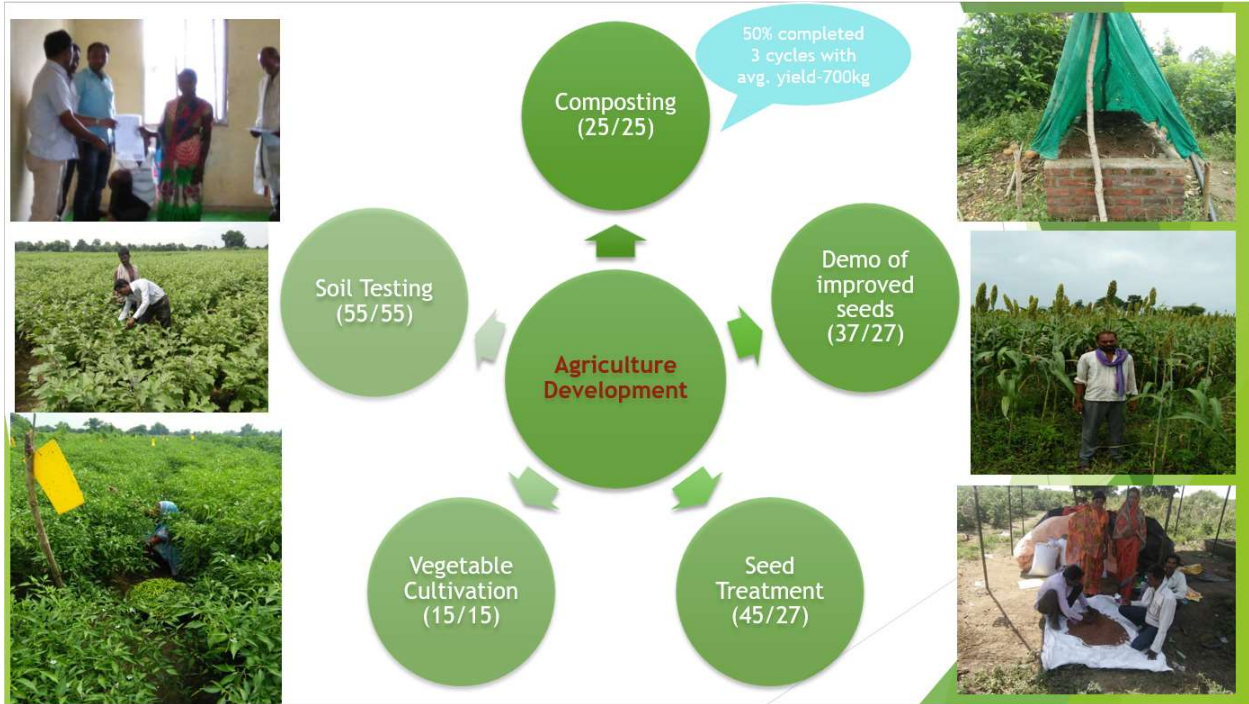 50% completed
3 cycles with
avg. yield-700kg
Composting
(25/25)
Soil Testing
(55/55)
Demo of
improved
seeds
(37/27)
Agriculture
Development
Vegetable
Cultivation
(15/15)
Seed
Treatment
(45/27)